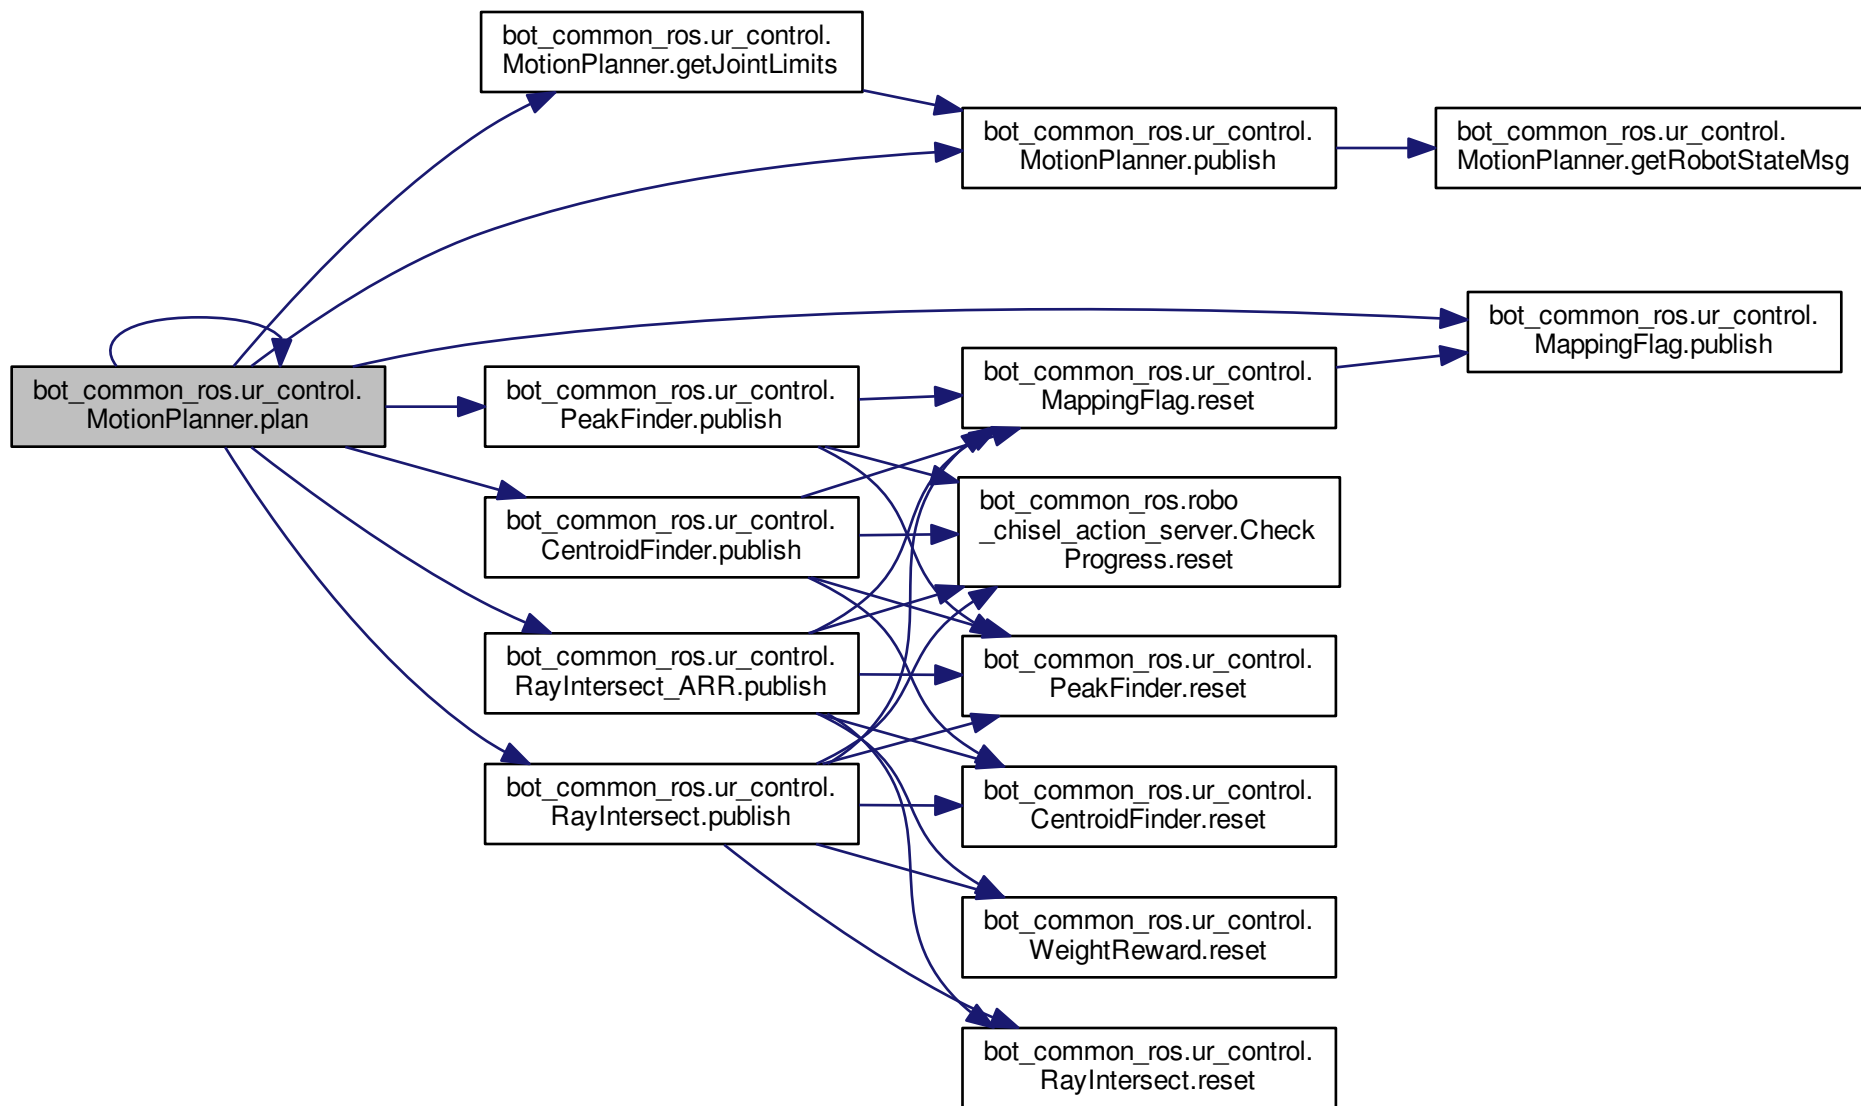 bot_common_ros.ur_control.
MotionPlanner.getJointLimits
bot_common_ros.ur_control.
MotionPlanner.publish
bot_common_ros.ur_control.
MotionPlanner.getRobotStateMsg
bot_common_ros.ur_control.
MappingFlag.publish
bot_common_ros.ur_control.
MotionPlanner.plan
bot_common_ros.ur_control.
PeakFinder.publish
bot_common_ros.ur_control.
MappingFlag.reset
bot_common_ros.ur_control.
CentroidFinder.publish
bot_common_ros.robo
_chisel_action_server.Check
Progress.reset
bot_common_ros.ur_control.
RayIntersect_ARR.publish
bot_common_ros.ur_control.
PeakFinder.reset
bot_common_ros.ur_control.
RayIntersect.publish
bot_common_ros.ur_control.
CentroidFinder.reset
bot_common_ros.ur_control.
WeightReward.reset
bot_common_ros.ur_control.
RayIntersect.reset